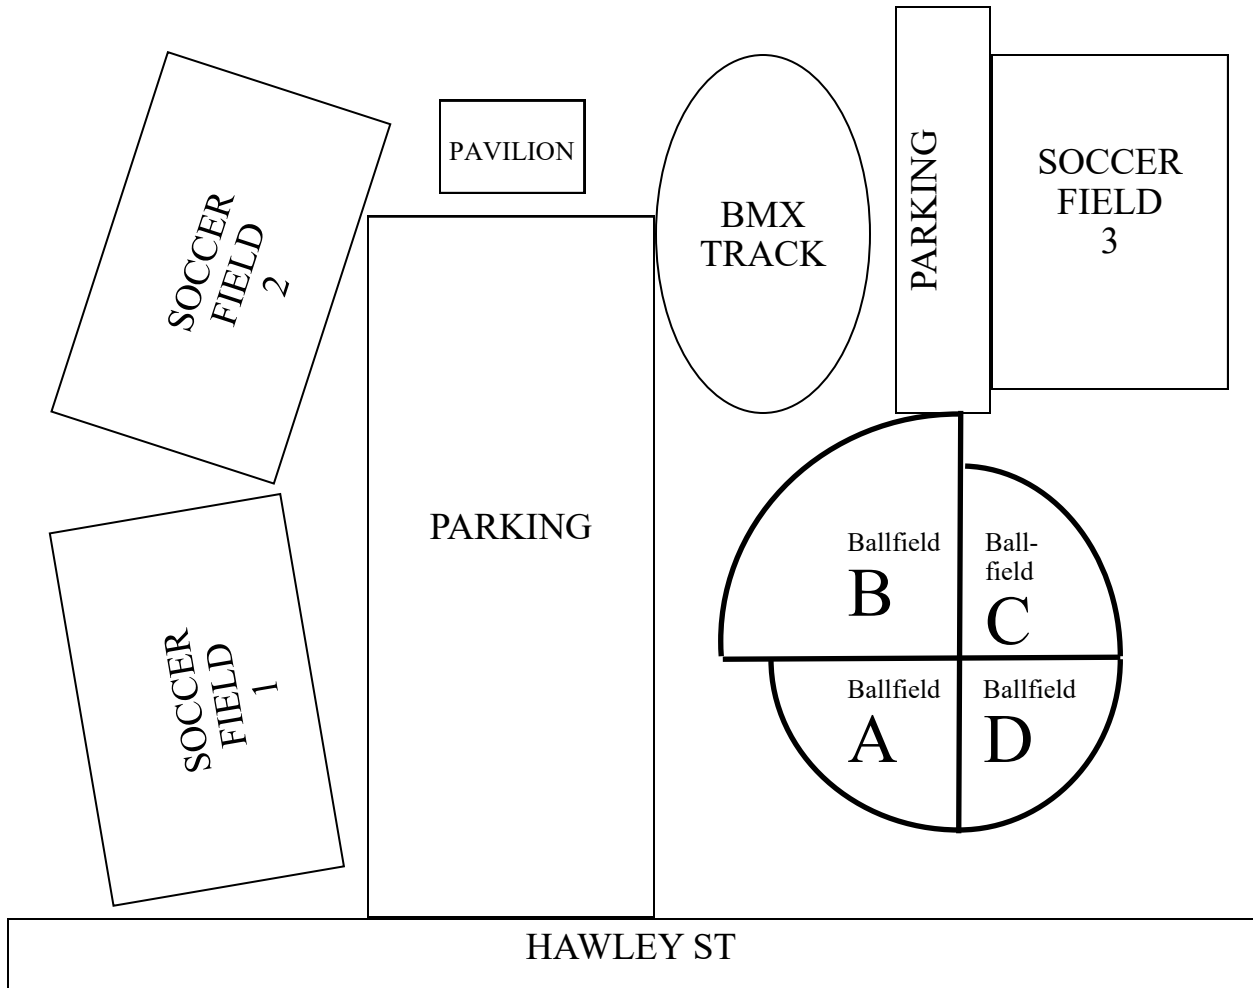 PAVILION
SOCCER
FIELD
2
BMX
TRACK
PARKING
SOCCER
FIELD
3
PARKING
Ballfield
B
Ball-
field
C
SOCCER
FIELD
1
Ballfield
A
Ballfield
D
HAWLEY ST